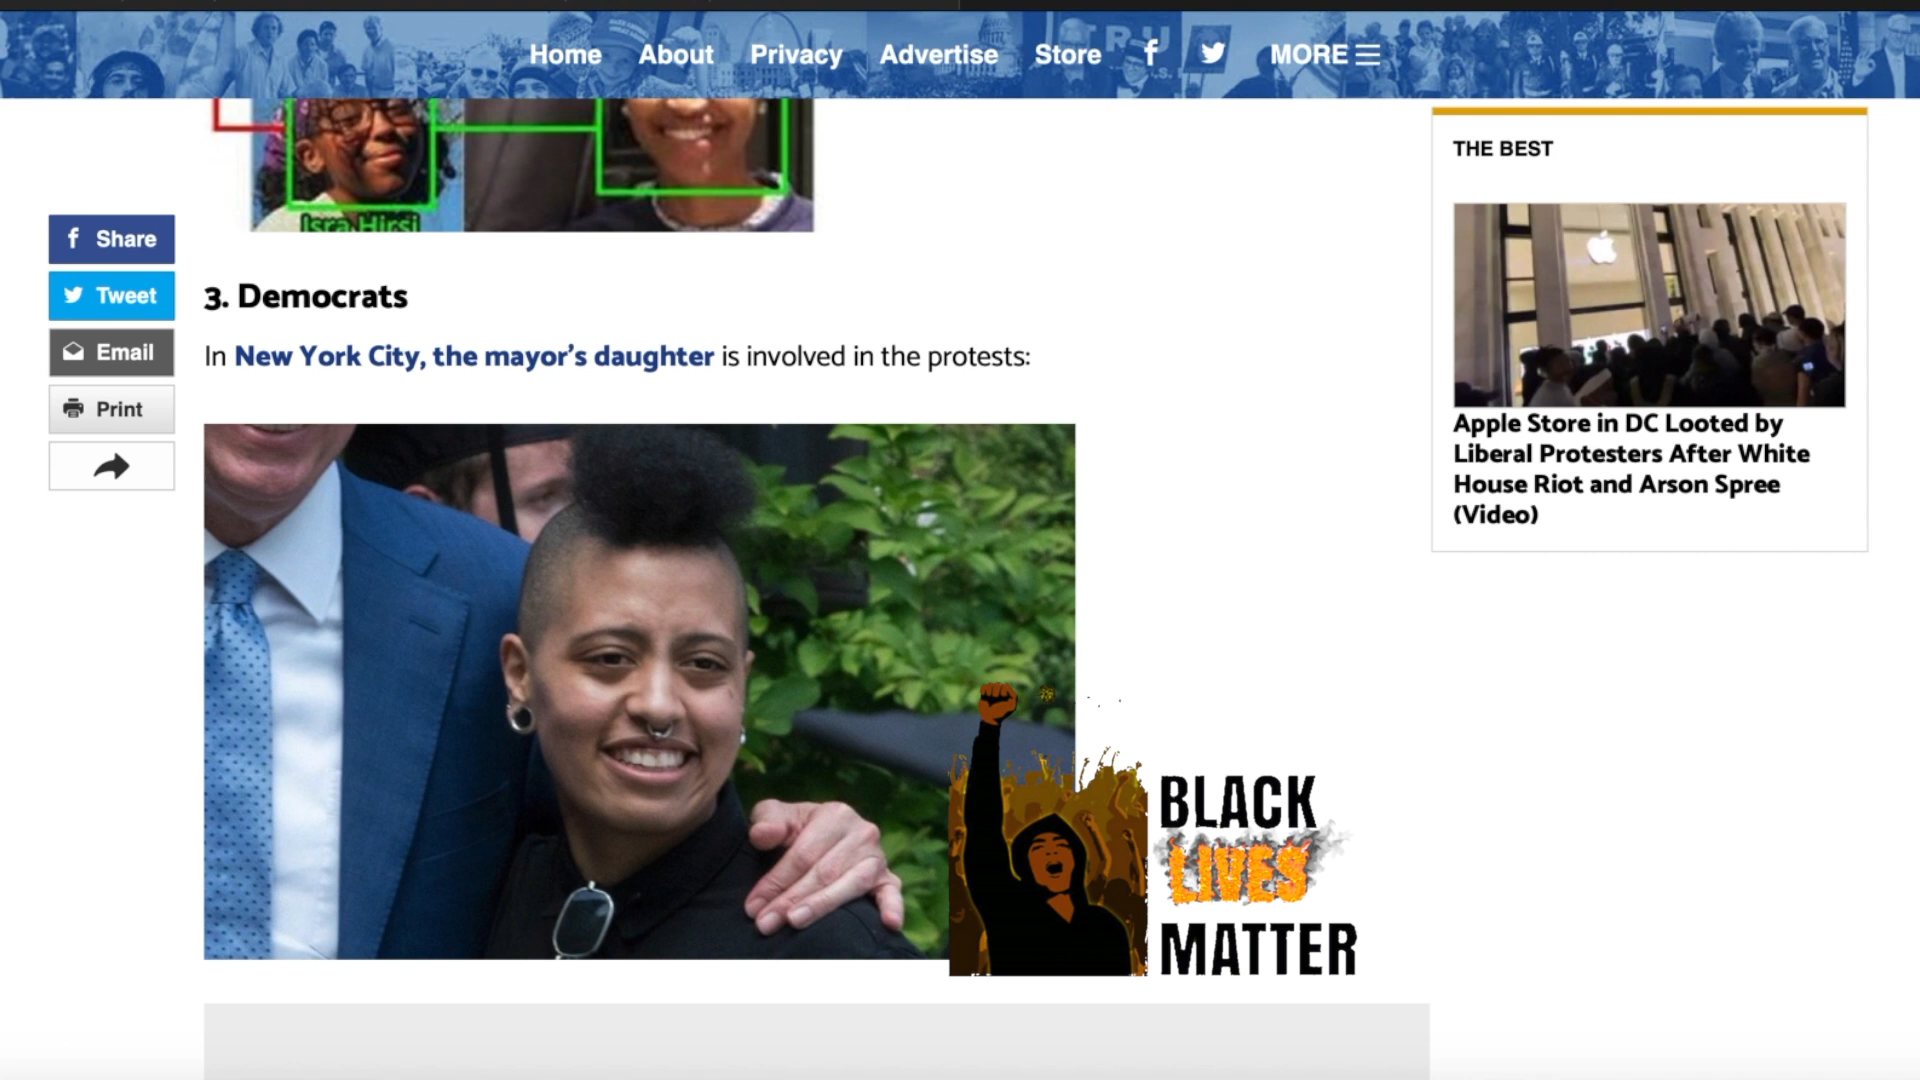 Home About Privacy Advertise Store MORE
TRU
Isra Hirsi
Share
Tweet
Email
Print
3. Democrats
In New York City, the mayor's daughter is involved in the protests:
BLACK
LIVES
MATTER
THE BEST
Apple Store in DC Looted by
Liberal Protesters After White
House Riot and Arson Spree
(Video)